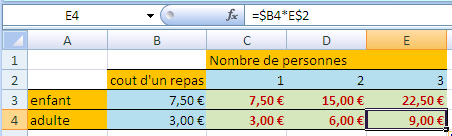 E4 fx =$B4*E$2
A B C D E
1 Nombre de personnes
2 cout d'un repas 1 2 3
3 enfant 7,50 € 7,50 € 15,00 € 22,50 €
4 adulte 3,00 € 3,00 € 6,00 € 9,00 €